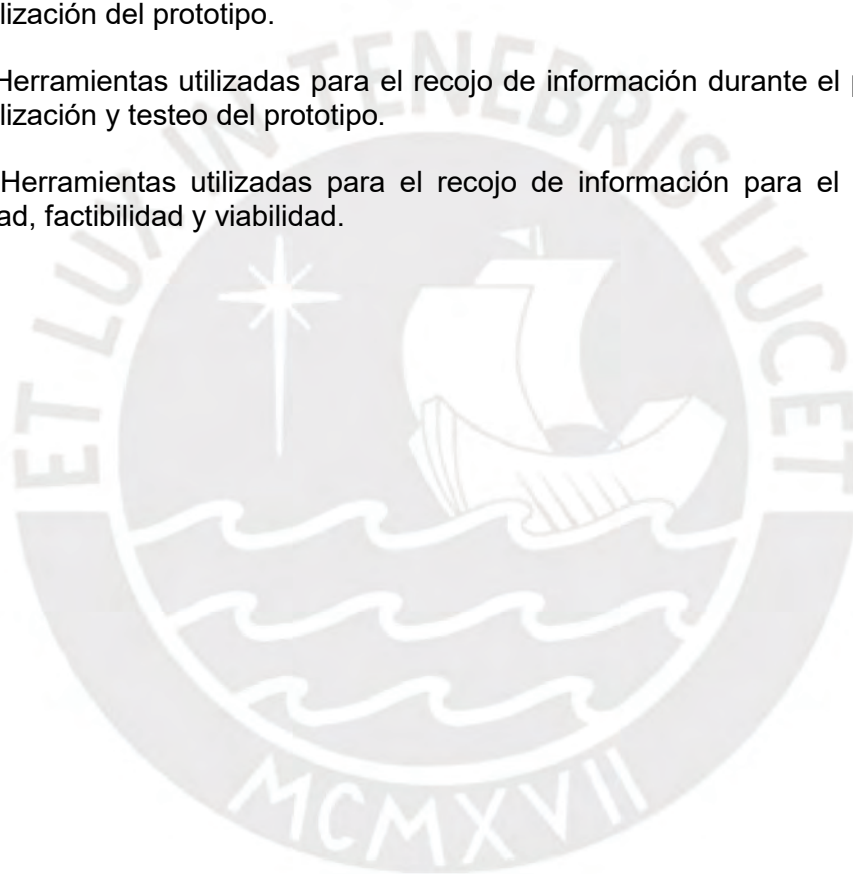 lización del prototipo.
Herramientas utilizadas para el recojo de información durante el
lización y testeo del prototipo.
Herramientas utilizadas para el recojo de información para el
ad, factibilidad y viabilidad.
ET LUX IN TENEBRIS LUCET
MCMXVII